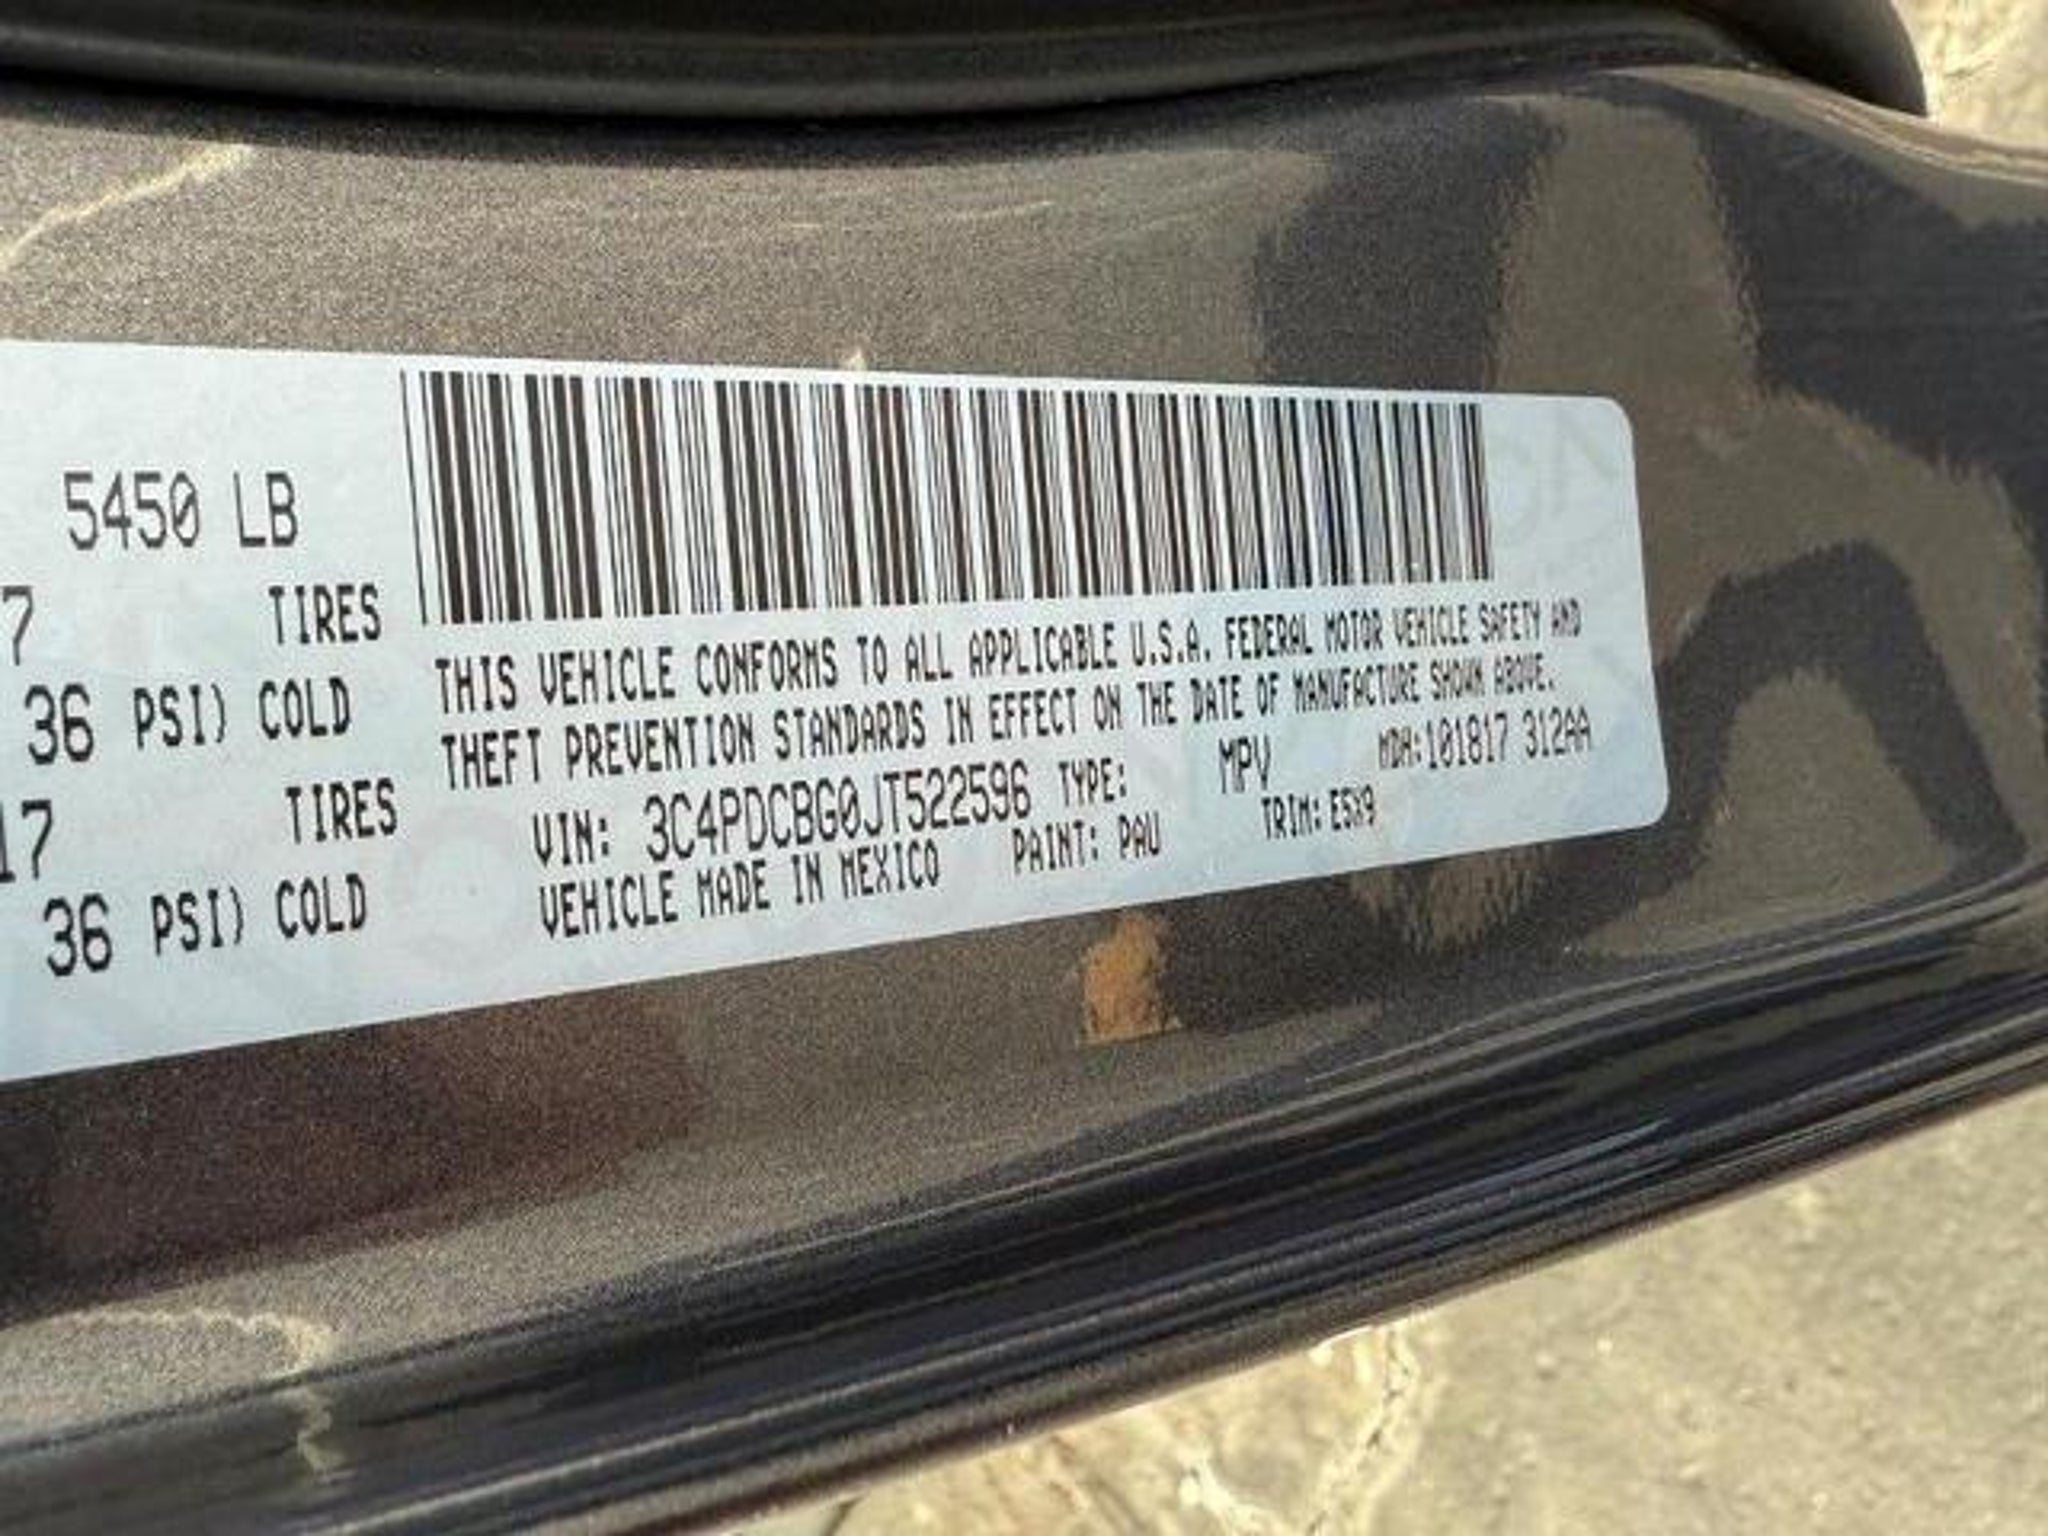 5450 LB
7 TIRES
36 PSI) COLD
17 TIRES
36 PSI) COLD
THIS VEHICLE CONFORMS TO ALL APPLICABLE U.S.A. FEDERAL MOTOR VEHICLE SAFETY AND
THEFT PREVENTION STANDARDS IN EFFECT ON THE DATE OF MANUFACTURE SHOWN ABOVE.
VIN: 3C4PDCBG0JT522596 TYPE: MPV MDH:101817 312AA
VEHICLE MADE IN MEXICO PAINT: PAU TRIM: E5X9